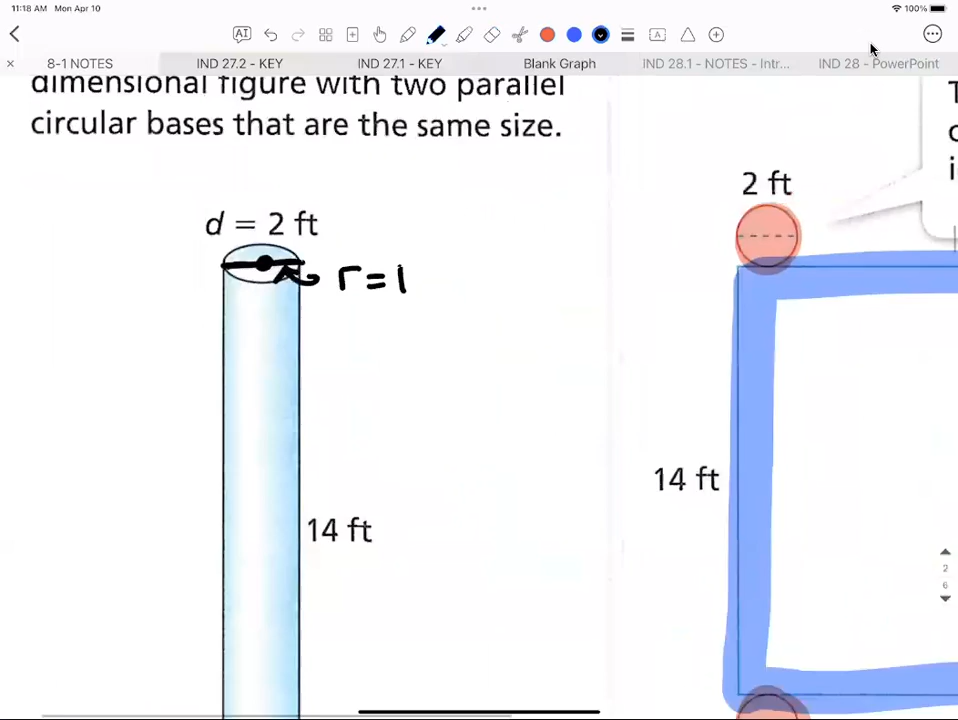 11:18 AM Mon Apr 10
100%
AI
A
8-1 NOTES
IND 27.2 - KEY
IND 27.1 - KEY
Blank Graph
IND 28.1 - NOTES - Intr...
IND 28 - PowerPoint
dimensional figure with two parallel
circular bases that are the same size.
d = 2 ft
r=1
14 ft
2 ft
14 ft
2
6